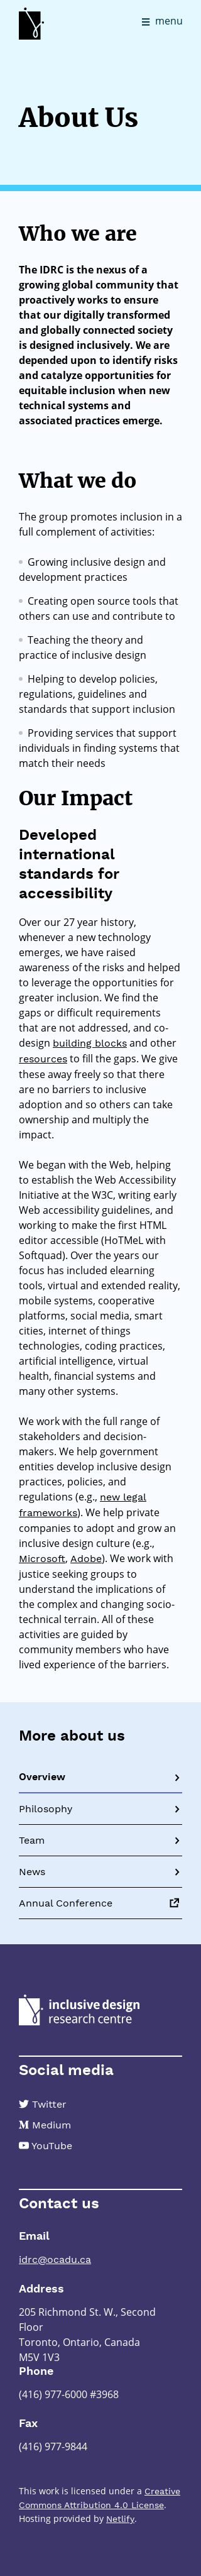 menu
About Us
Who we are
The IDRC is the nexus of a
growing global community that
proactively works to ensure
that our digitally transformed
and globally connected society
is designed inclusively. We are
depended upon to identify risks
and catalyze opportunities for
equitable inclusion when new
technical systems and
associated practices emerge.
What we do
The group promotes inclusion in a
full complement of activities:
Growing inclusive design and
development practices
Creating open source tools that
others can use and contribute to
Teaching the theory and
practice of inclusive design
Helping to develop policies,
regulations, guidelines and
standards that support inclusion
Providing services that support
individuals in finding systems that
match their needs
Our Impact
Developed
international
standards for
accessibility
Over our 27 year history,
whenever a new technology
emerges, we have raised
awareness of the risks and helped
to leverage opportunities for
greater inclusion. We find the
gaps or difficult requirements
that are not addressed, and co-
design building blocks and other
resources to fill the gaps. We give
these away freely so that there
are no barriers to inclusive
adoption and so others can take
ownership and multiply the
impact.
We began with the Web, helping
to establish the Web Accessibility
Initiative at the W3C, writing early
Web accessibility guidelines, and
working to make the first HTML
editor accessible (HoTMeL with
Softquad). Over the years our
focus has included elearning
tools, virtual and extended reality,
mobile systems, cooperative
platforms, social media, smart
cities, internet of things
technologies, coding practices,
artificial intelligence, virtual
health, financial systems and
many other systems.
We work with the full range of
stakeholders and decision-
makers. We help government
entities develop inclusive design
practices, policies, and
regulations (e.g., new legal
frameworks). We help private
companies to adopt and grow an
inclusive design culture (e.g.,
Microsoft, Adobe). We work with
justice seeking groups to
understand the implications of
the complex and changing socio-
technical terrain. All of these
activities are guided by
community members who have
lived experience of the barriers.
More about us
Overview
Philosophy
Team
News
Annual Conference
inclusive design
research centre
Social media
Twitter
Medium
YouTube
Contact us
Email
idrc@ocadu.ca
Address
205 Richmond St. W., Second
Floor
Toronto, Ontario, Canada
M5V 1V3
Phone
(416) 977-6000 #3968
Fax
(416) 977-9844
This work is licensed under a Creative
Commons Attribution 4.0 License.
Hosting provided by Netlify.